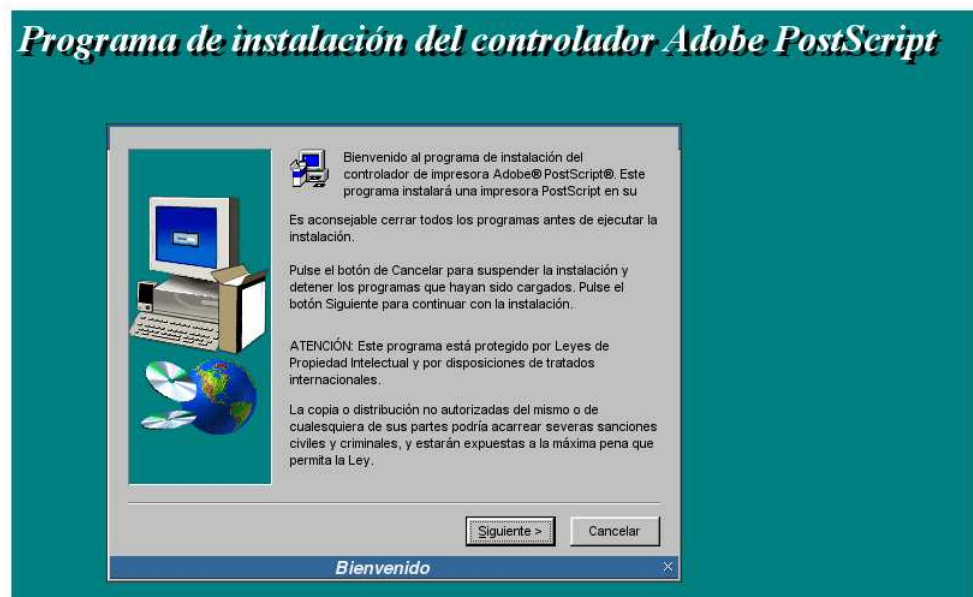 Programa de instalación del controlador Adobe PostScript
Bienvenido al programa de instalación del
controlador de impresora Adobe® PostScript®. Este
programa instalará una impresora PostScript en su
Es aconsejable cerrar todos los programas antes de ejecutar la
instalación.
Pulse el botón de Cancelar para suspender la instalación y
detener los programas que hayan sido cargados. Pulse el
botón Siguiente para continuar con la instalación.
ATENCIÓN: Este programa está protegido por Leyes de
Propiedad Intelectual y por disposiciones de tratados
internacionales.
La copia o distribución no autorizadas del mismo o de
cualesquiera de sus partes podría acarrear severas sanciones
civiles y criminales, y estarán expuestas a la máxima pena que
permita la Ley.
Siguiente > Cancelar
Bienvenido